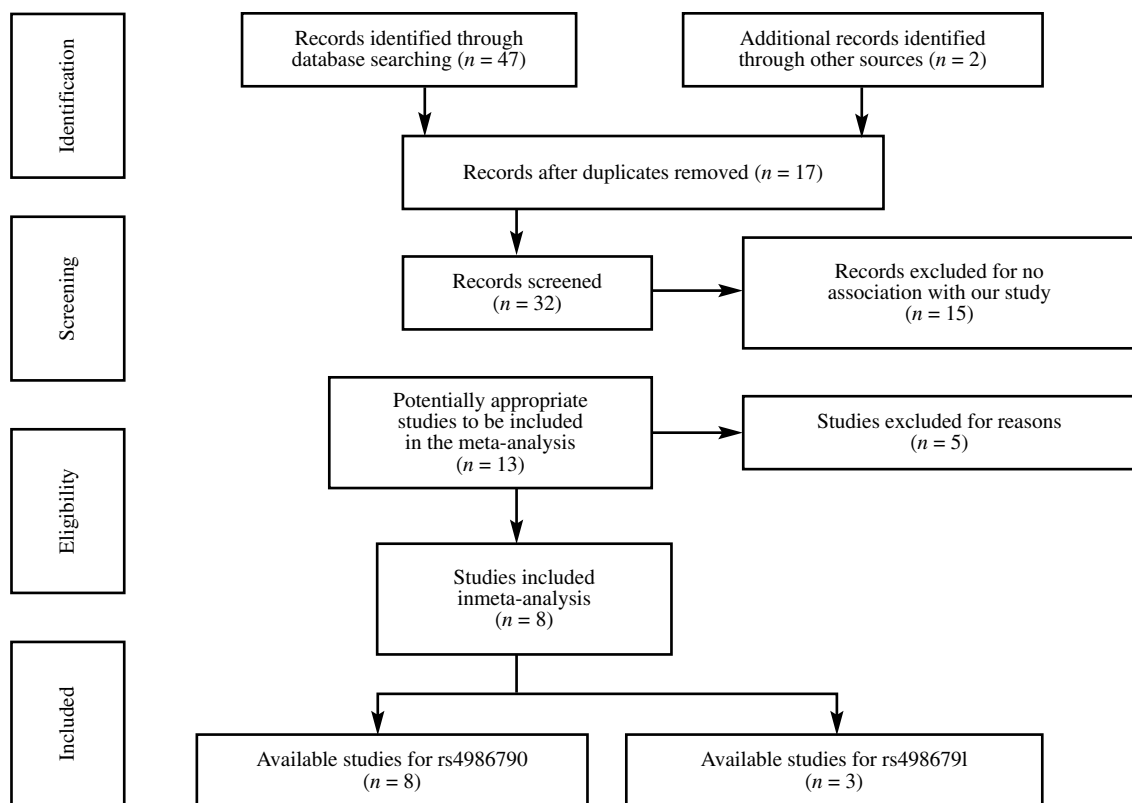 Identification
Records identified through
database searching (n = 47)
Additional records identified
through other sources (n = 2)
Records after duplicates removed (n = 17)
Screening
Records screened
(n = 32)
Records excluded for no
association with our study
(n = 15)
Eligibility
Potentially appropriate
studies to be included
in the meta-analysis
(n = 13)
Studies excluded for reasons
(n = 5)
Studies included
inmeta-analysis
(n = 8)
Included
Available studies for rs4986790
(n = 8)
Available studies for rs498679l
(n = 3)